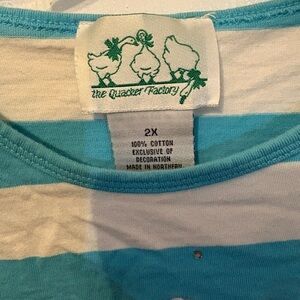 the Quacker Factory
2X
100% COTTON
EXCLUSIVE OF
DECORATION
MADE IN NORTHERN